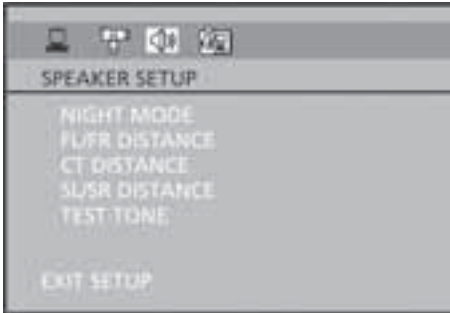 SPEAKER SETUP
NIGHT MODE
FL/FR DISTANCE
CT DISTANCE
SL/SR DISTANCE
TEST TONE
EXIT SETUP